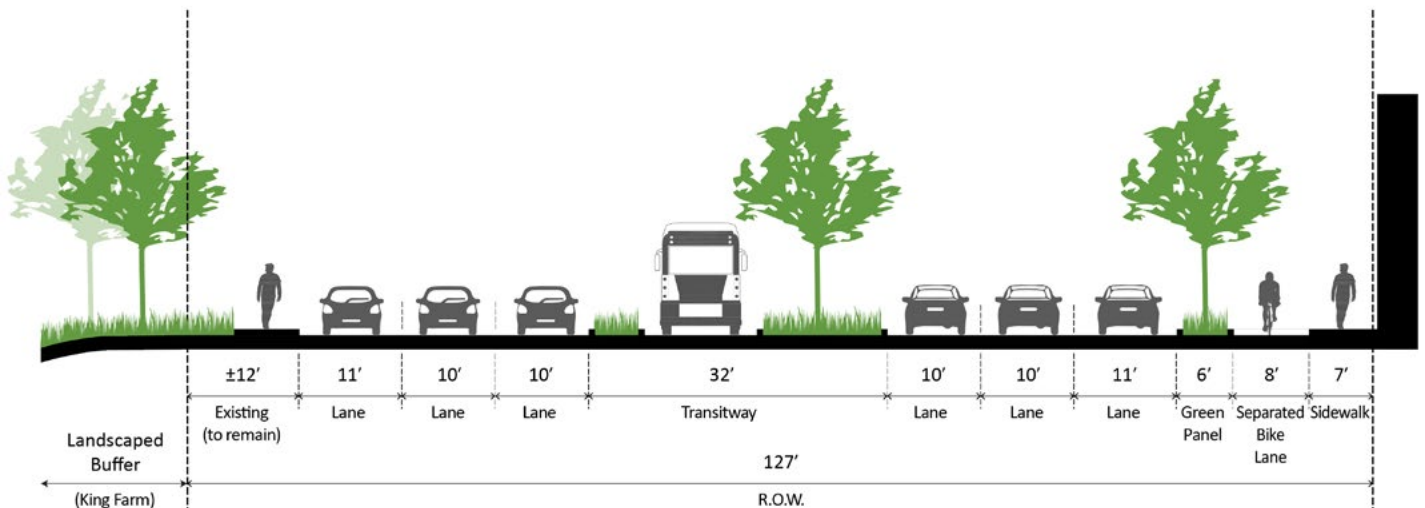 ±12′ 11′ 10′ 10′ 32′ 10′ 10′ 11′ 6′ 8′ 7′
Existing Lane Lane Lane Transitway Lane Lane Lane Green Separated Sidewalk
(to remain) Panel Bike
Lane
Landscaped
Buffer
127′
(King Farm) R.O.W.